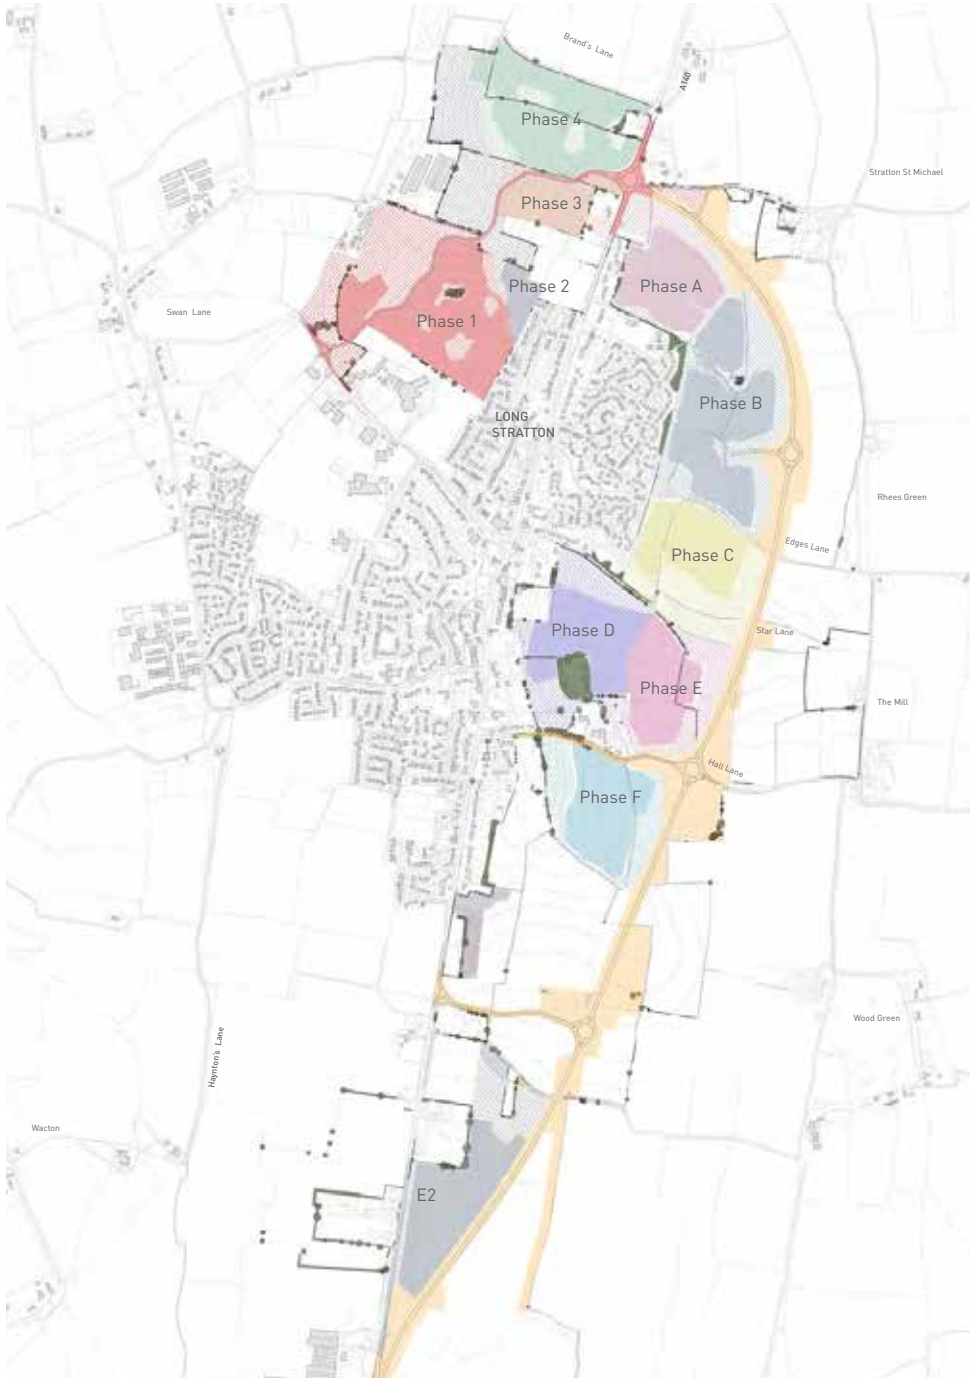 Brand's Lane
A140
Phase 4
Stratton St Michael
Phase 3
Phase 2
Phase A
Swan Lane
Phase 1
Phase B
LONG
STRATTON
Rhees Green
Edges Lane
Phase C
Phase D
Star Lane
Phase E
The Mill
Hall Lane
Phase F
Wood Green
Haynton's Lane
Wacton
E2